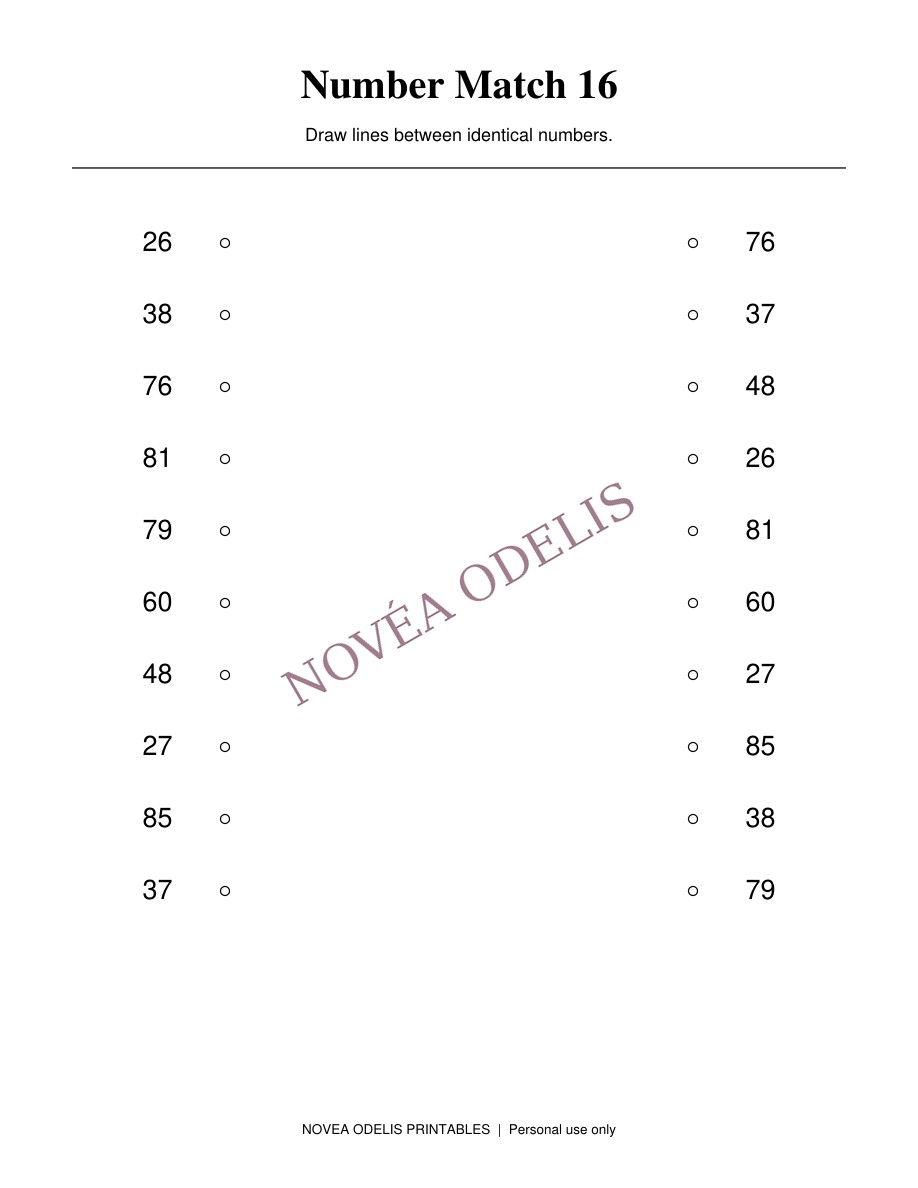 Number Match 16
Draw lines between identical numbers.
26 76
38 37
76 48
81 26
79 81
60 60
48 27
27 85
85 38
37 79
NOVÉA ODELIS
NOVEA ODELIS PRINTABLES | Personal use only